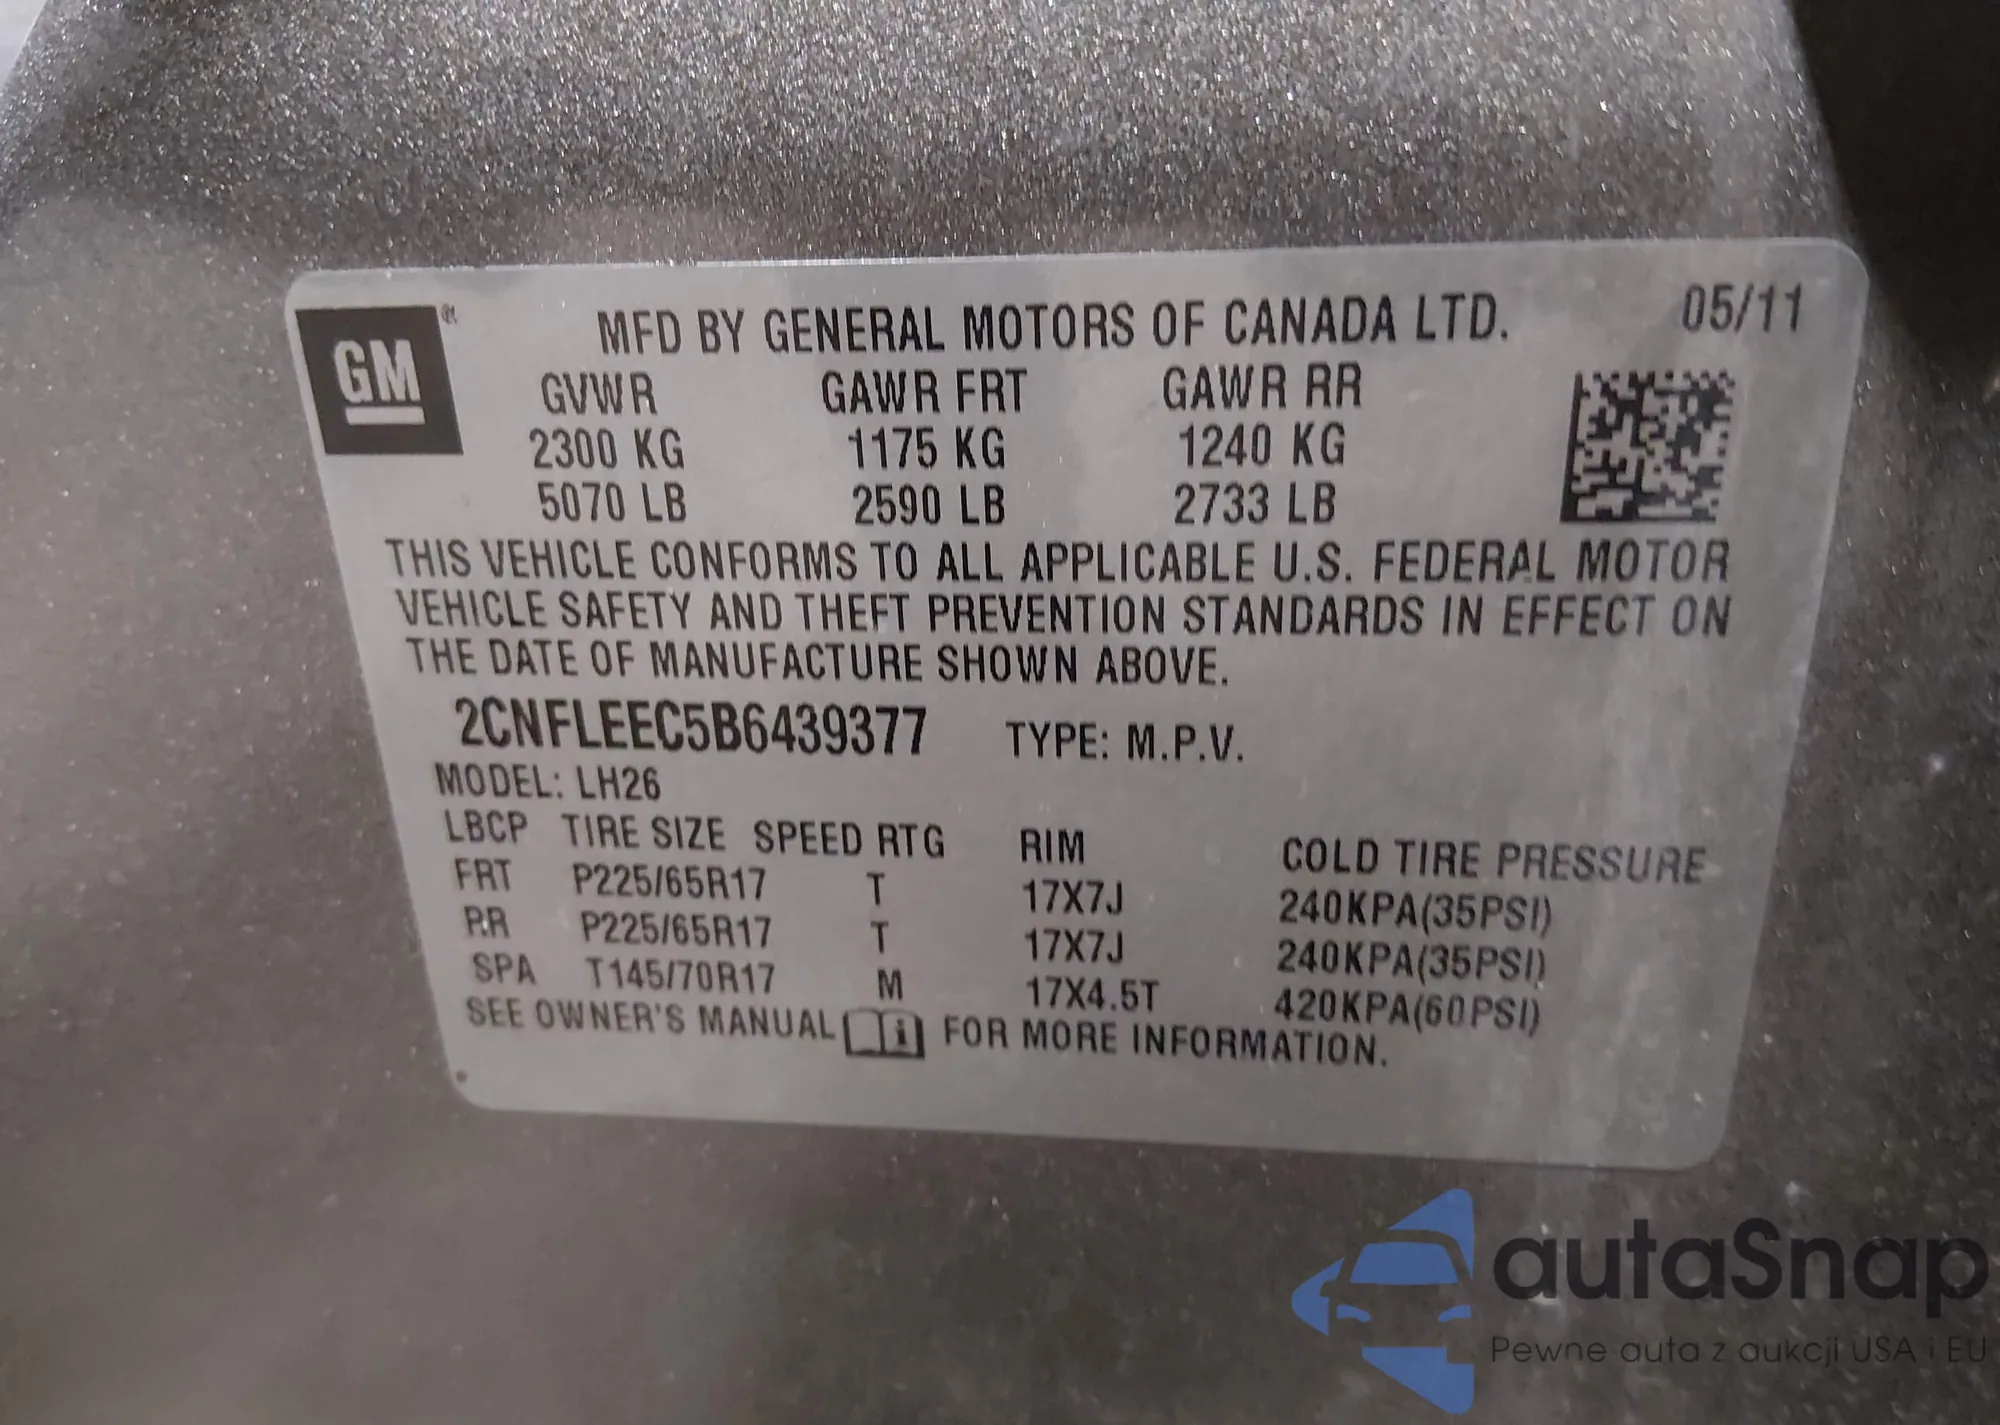 GM
MFD BY GENERAL MOTORS OF CANADA LTD. 05/11
GVWR GAWR FRT GAWR RR
2300 KG 1175 KG 1240 KG
5070 LB 2590 LB 2733 LB
THIS VEHICLE CONFORMS TO ALL APPLICABLE U.S. FEDERAL MOTOR
VEHICLE SAFETY AND THEFT PREVENTION STANDARDS IN EFFECT ON
THE DATE OF MANUFACTURE SHOWN ABOVE.
2CNFLEEC5B6439377 TYPE: M.P.V.
MODEL: LH26
LBCP TIRE SIZE SPEED RTG RIM COLD TIRE PRESSURE
FRT P225/65R17 T 17X7J 240KPA(35PSI)
RR P225/65R17 T 17X7J 240KPA(35PSI)
SPA T145/70R17 M 17X4.5T 420KPA(60PSI)
SEE OWNER'S MANUAL i FOR MORE INFORMATION.
autaSnap
Pewne auta z aukcji USA i EU